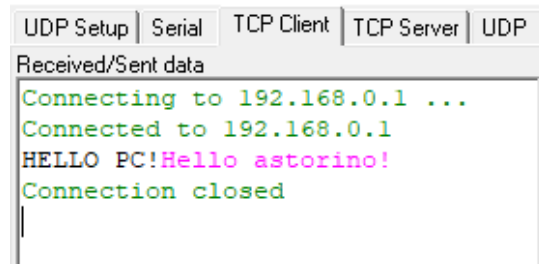 UDP Setup Serial TCP Client TCP Server UDP
Received/Sent data
Connecting to 192.168.0.1 ...
Connected to 192.168.0.1
HELLO PC!Hello astorino!
Connection closed